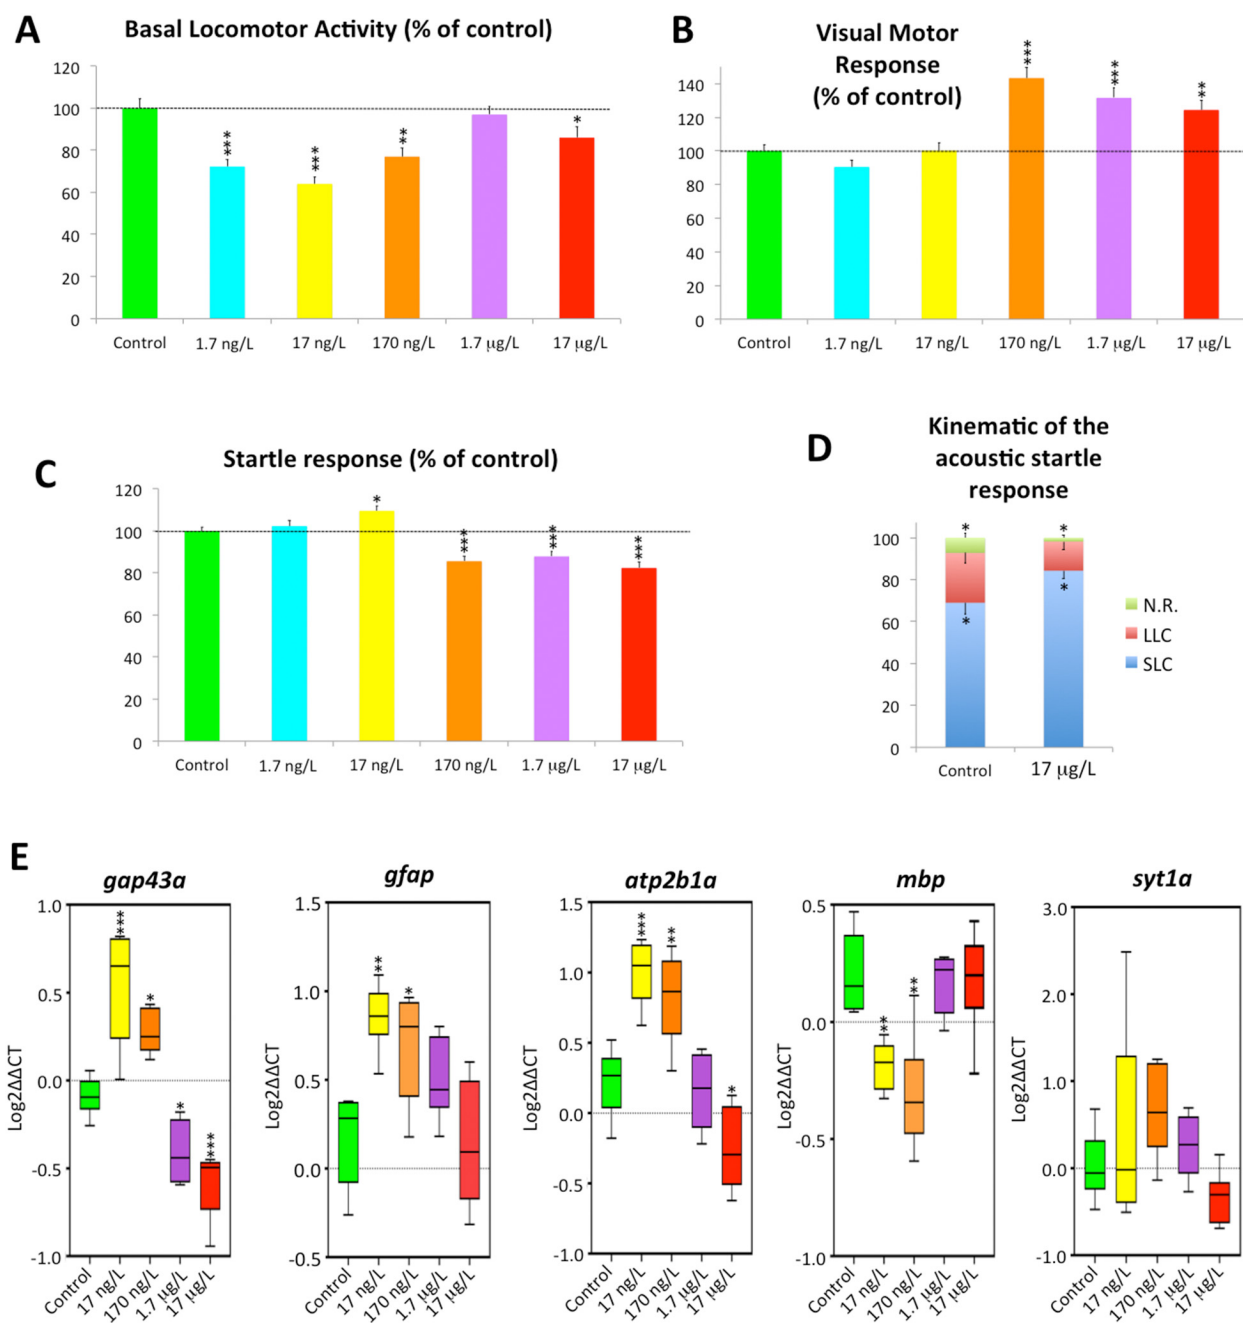 A
Basal Locomotor Activity (% of control)
120
100
80
60
40
20
0
***
***
**
*
Control
1.7 ng/L
17 ng/L
170 ng/L
1.7 μg/L
17 μg/L
B
Visual Motor
Response
(% of control)
140
120
100
80
60
40
20
0
***
***
**
Control
1.7 ng/L
17 ng/L
170 ng/L
1.7 μg/L
17 μg/L
C
Startle response (% of control)
120
100
80
60
40
20
0
*
***
***
***
Control
1.7 ng/L
17 ng/L
170 ng/L
1.7 μg/L
17 μg/L
D
Kinematic of the
acoustic startle
response
100
80
60
40
20
0
*
*
*
*
Control
17 μg/L
N.R.
LLC
SLC
E
gap43a
Log2ΔΔCT
1.0
0.5
0.0
-0.5
-1.0
***
*
*
***
Control
17 ng/L
170 ng/L
1.7 μg/L
17 μg/L
gfap
Log2ΔΔCT
1.5
1.0
0.5
0.0
-0.5
**
*
Control
17 ng/L
170 ng/L
1.7 μg/L
17 μg/L
atp2b1a
Log2ΔΔCT
1.5
1.0
0.5
0.0
-0.5
-1.0
***
**
*
Control
17 ng/L
170 ng/L
1.7 μg/L
17 μg/L
mbp
Log2ΔΔCT
0.5
0.0
-0.5
-1.0
**
**
Control
17 ng/L
170 ng/L
1.7 μg/L
17 μg/L
syt1a
Log2ΔΔCT
3.0
2.0
1.0
0.0
-1.0
Control
17 ng/L
170 ng/L
1.7 μg/L
17 μg/L